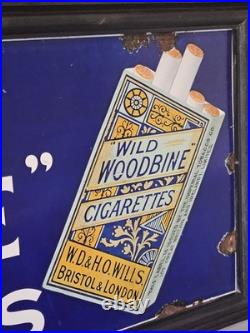 "WILD
WOODBINE"
CIGARETTES
W.D.& H.O. WILLS.
BRISTOL & LONDON.